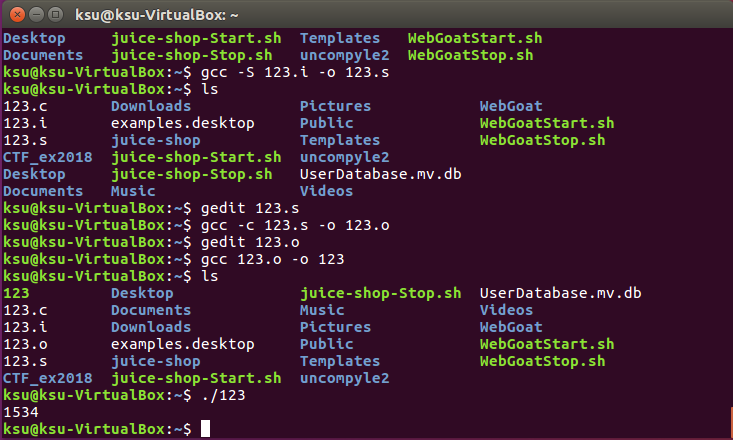 ksu@ksu-VirtualBox: ~
Desktop juice-shop-Start.sh Templates WebGoatStart.sh
Documents juice-shop-Stop.sh uncompyle2 WebGoatStop.sh
ksu@ksu-VirtualBox:~$ gcc -S 123.i -o 123.s
ksu@ksu-VirtualBox:~$ ls
123.c Downloads Pictures WebGoat
123.i examples.desktop Public WebGoatStart.sh
123.s juice-shop Templates WebGoatStop.sh
CTF_ex2018 juice-shop-Start.sh uncompyle2
Desktop juice-shop-Stop.sh UserDatabase.mv.db
Documents Music Videos
ksu@ksu-VirtualBox:~$ gedit 123.s
ksu@ksu-VirtualBox:~$ gcc -c 123.s -o 123.o
ksu@ksu-VirtualBox:~$ gedit 123.o
ksu@ksu-VirtualBox:~$ gcc 123.o -o 123
ksu@ksu-VirtualBox:~$ ls
123 Desktop juice-shop-Stop.sh UserDatabase.mv.db
123.c Documents Music Videos
123.i Downloads Pictures WebGoat
123.o examples.desktop Public WebGoatStart.sh
123.s juice-shop Templates WebGoatStop.sh
CTF_ex2018 juice-shop-Start.sh uncompyle2
ksu@ksu-VirtualBox:~$ ./123
1534
ksu@ksu-VirtualBox:~$